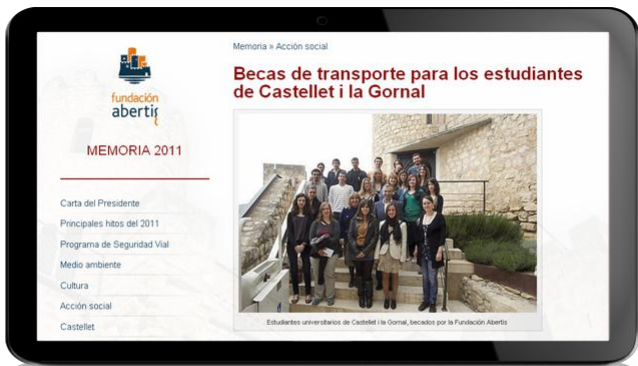 fundación
abertis
MEMORIA 2011
Carta del Presidente
Principales hitos del 2011
Programa de Seguridad Vial
Medio ambiente
Cultura
Acción social
Castellet
Memoria » Acción social
Becas de transporte para los estudiantes
de Castellet i la Gornal
Estudiantes universitarios de Castellet i la Gornal, becados por la Fundación Abertis